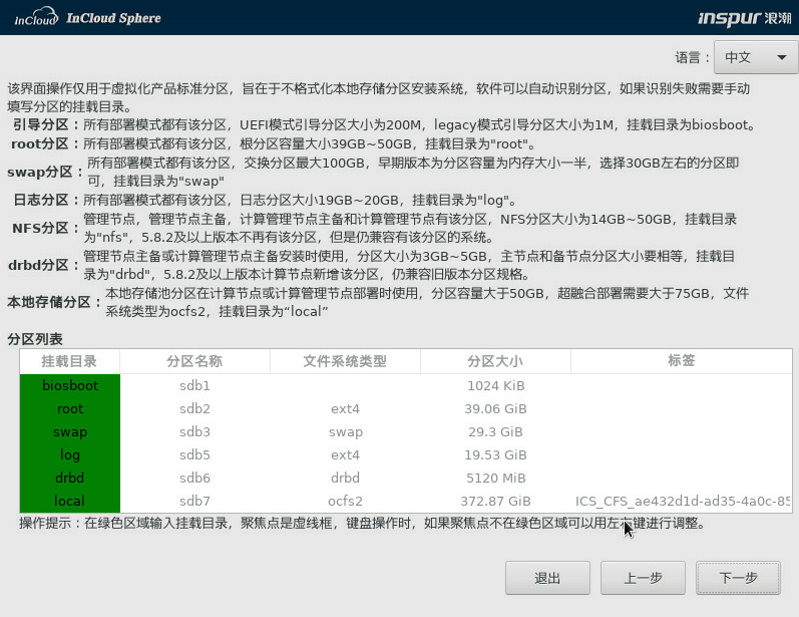 InCloud InCloud Sphere inspur 浪潮
语言： 中文
该界面操作仅用于虚拟化产品标准分区，旨在不格式化本地存储分区安装系统，软件可以自动识别分区，如果识别失败需要手动
填写分区的挂载目录。
引导分区：所有部署模式都有该分区，UEFI模式引导分区大小为200M，legacy模式引导分区大小为1M，挂载目录为biosboot。
root分区：所有部署模式都有该分区，根分区容量大小39GB~50GB，挂载目录为"root"。
swap分区：所有部署模式都有该分区，交换分区最大100GB，早期版本为分区容量为内存大小一半，选择30GB左右的分区即
可，挂载目录为"swap"
日志分区：所有部署模式都有该分区，日志分区大小19GB~20GB，挂载目录为"log"。
NFS分区：管理节点，管理节点主备，计算管理节点主备和计算管理节点有该分区，NFS分区大小为14GB~50GB，挂载目录
为"nfs"，5.8.2及以上版本不再有该分区，但是仍兼容有该分区的系统。
drbd分区：管理节点主备或计算管理节点主备安装时使用，分区大小为3GB~5GB，主节点和备节点分区大小要相等，挂载目
录为"drbd"，5.8.2及以上版本计算节点新增该分区，仍兼容旧版本分区规格。
本地存储分区：本地存储池分区在计算节点或计算管理节点部署时使用，分区容量大于50GB，超融合部署需要大于75GB，文件
系统类型为ocfs2，挂载目录为“local”
分区列表
挂载目录 分区名称 文件系统类型 分区大小 标签
biosboot sdb1 1024 KiB
root sdb2 ext4 39.06 GiB
swap sdb3 swap 29.3 GiB
log sdb5 ext4 19.53 GiB
drbd sdb6 drbd 5120 MiB
local sdb7 ocfs2 372.87 GiB ICS_CFS_ae432d1d-ad35-4a0c-85
操作提示：在绿色区域输入挂载目录，聚焦点是虚线框，键盘操作时，如果聚焦点不在绿色区域可以用左右键进行调整。
退出 上一步 下一步